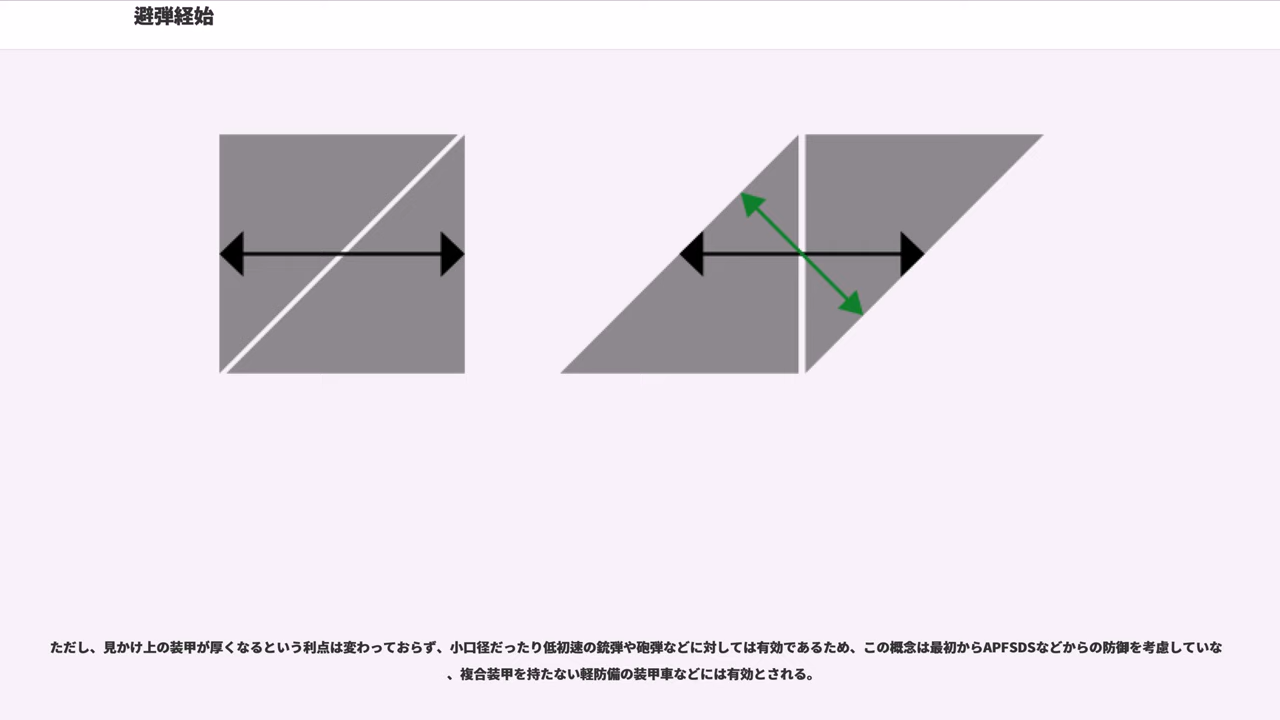 避弾経始
ただし、見かけ上の装甲が厚くなるという利点は変わっておらず、小口径だったり低初速の銃弾や砲弾などに対しては有効であるため、この概念は最初からAPFSDSなどからの防御を考慮していな
、複合装甲を持たない軽防備の装甲車などには有効とされる。